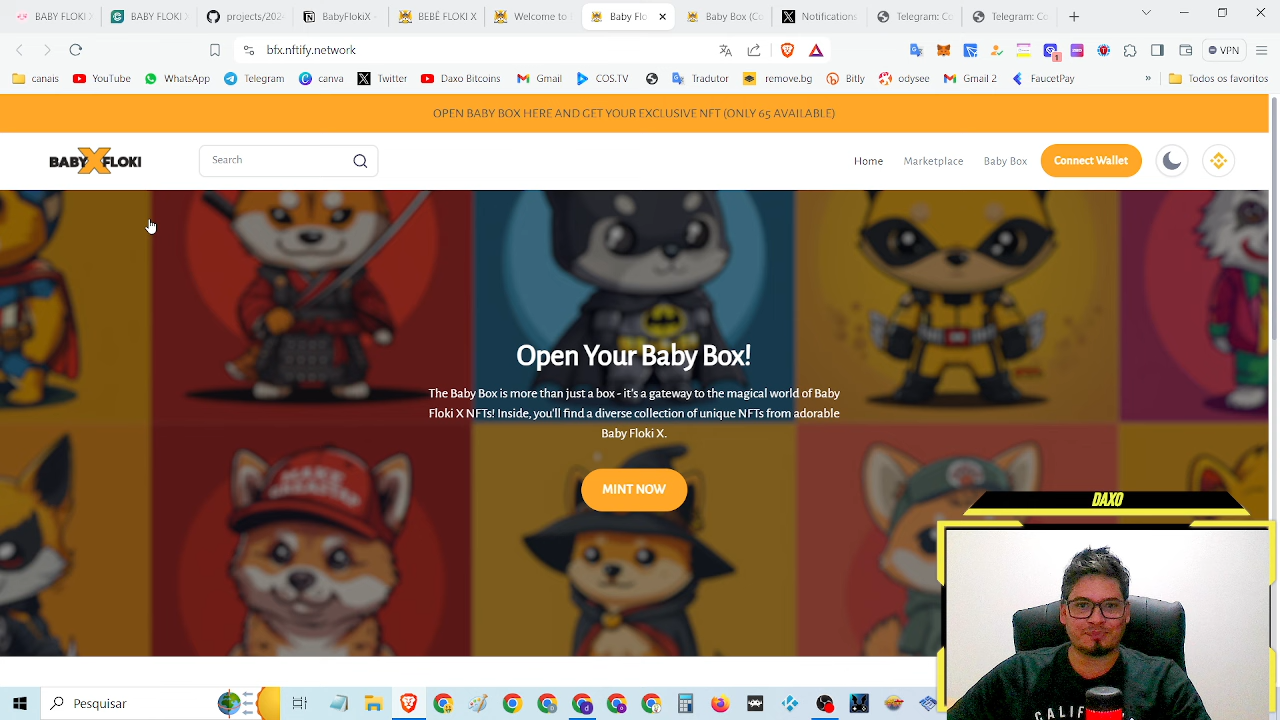 BABY FLOKI X
projects/202
BabyFlokiX -
BEBÊ FLOKI X
Welcome to
Baby Flo
Baby Box (Co
Notifications
Telegram: Co
Telegram: Co
bfx.nftify.network
VPN
canais
YouTube
WhatsApp
Telegram
canva
Twitter
Daxo Bitcoins
Gmail
COS.TV
Tradutor
remove.bg
Bitly
odysee
Gmail 2
FaucetPay
»
Todos os favoritos
OPEN BABY BOX HERE AND GET YOUR EXCLUSIVE NFT (ONLY 65 AVAILABLE)
BABY X FLOKI
Search
Home
Marketplace
Baby Box
Connect Wallet
Open Your Baby Box!
The Baby Box is more than just a box - it's a gateway to the magical world of Baby
Floki X NFTs! Inside, you'll find a diverse collection of unique NFTs from adorable
Baby Floki X.
MINT NOW
MAKE
DAXO
CALIF
Pesquisar